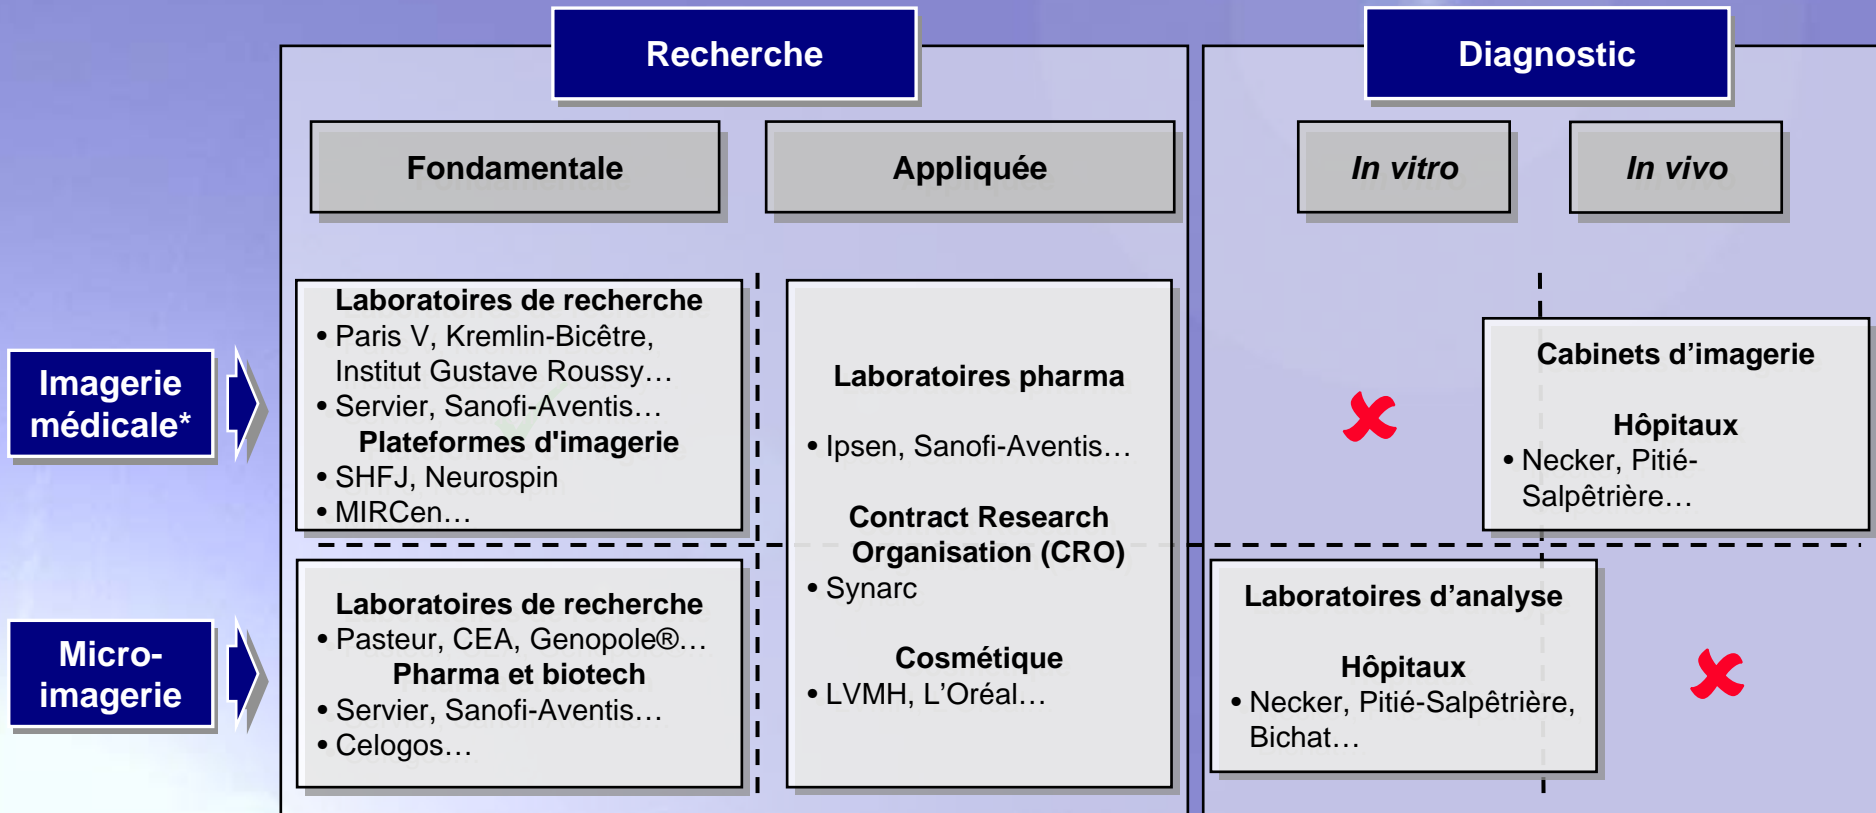 Recherche
Diagnostic
Fondamentale
Appliquée
In vitro
In vivo
Imagerie
médicale*
Laboratoires de recherche
• Paris V, Kremlin-Bicêtre,
Institut Gustave Roussy…
• Servier, Sanofi-Aventis…
Plateformes d'imagerie
• SHFJ, Neurospin
• MIRCen…
Laboratoires pharma
• Ipsen, Sanofi-Aventis…
Contract Research
Organisation (CRO)
• Synarc
Cosmétique
• LVMH, L’Oréal…
Cabinets d’imagerie
Hôpitaux
• Necker, Pitié-
Salpêtrière…
Micro-
imagerie
Laboratoires de recherche
• Pasteur, CEA, Genopole®…
Pharma et biotech
• Servier, Sanofi-Aventis…
• Celogos…
Laboratoires d’analyse
Hôpitaux
• Necker, Pitié-Salpêtrière,
Bichat…